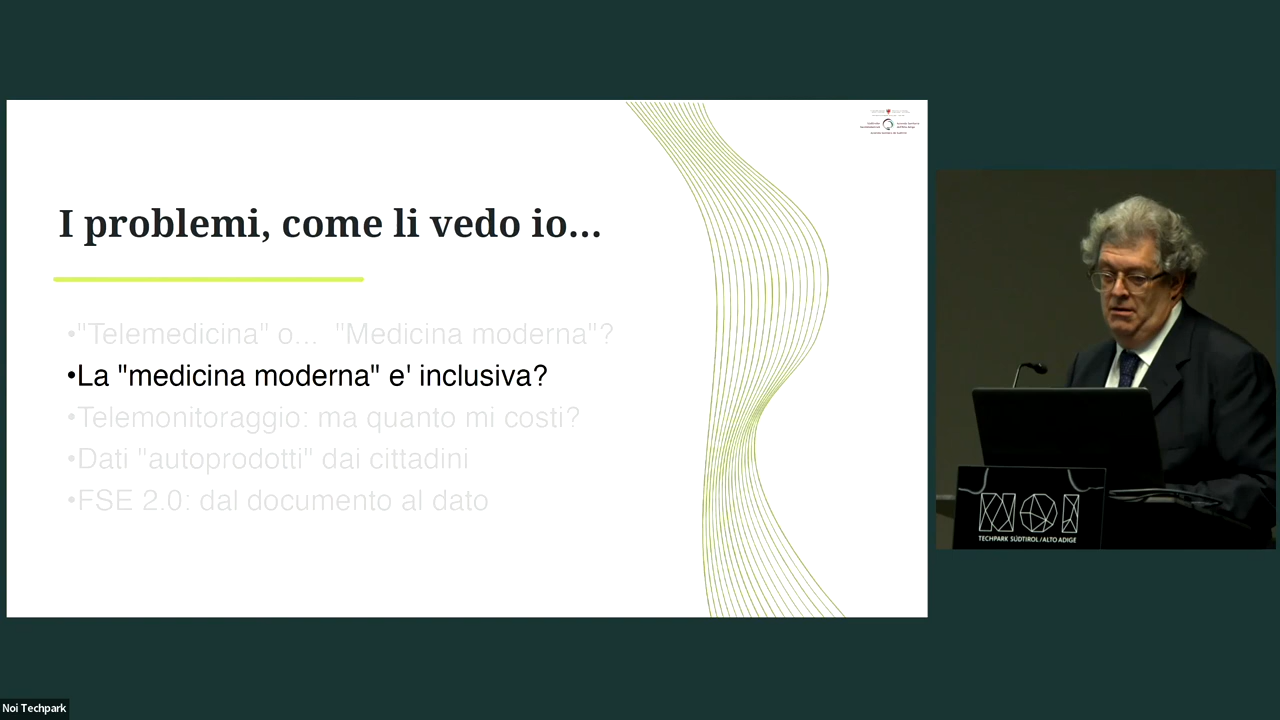 I problemi, come li vedo io...
•"Telemedicina" o... "Medicina moderna"?
•La "medicina moderna" e' inclusiva?
•Telemonitoraggio: ma quanto mi costi?
•Dati "autoprodotti" dai cittadini
•FSE 2.0: dal documento al dato
NOI
TECHPARK SÜDTIROL / ALTO ADIGE
Noi Techpark